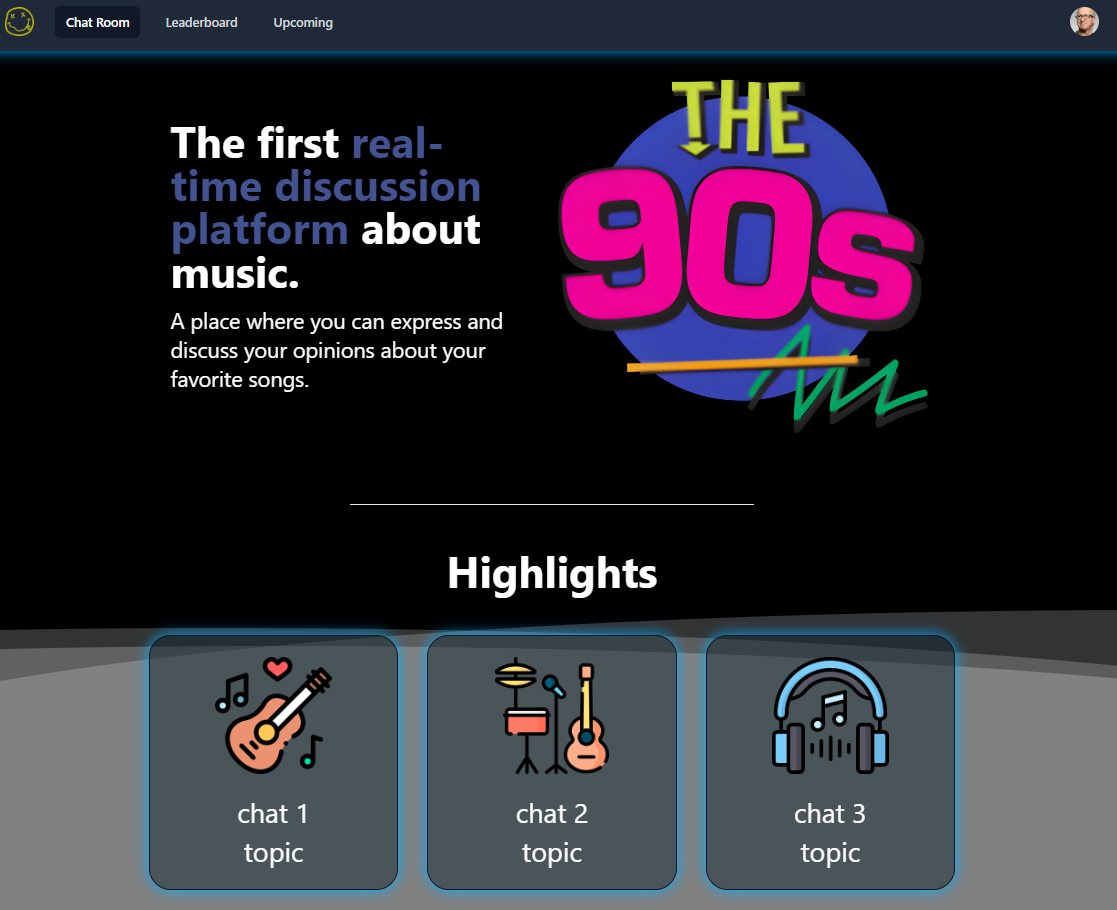 Chat Room
Leaderboard
Upcoming
The first real-
time discussion
platform about
music.
A place where you can express and
discuss your opinions about your
favorite songs.
THE
90s
Highlights
chat 1
topic
chat 2
topic
chat 3
topic